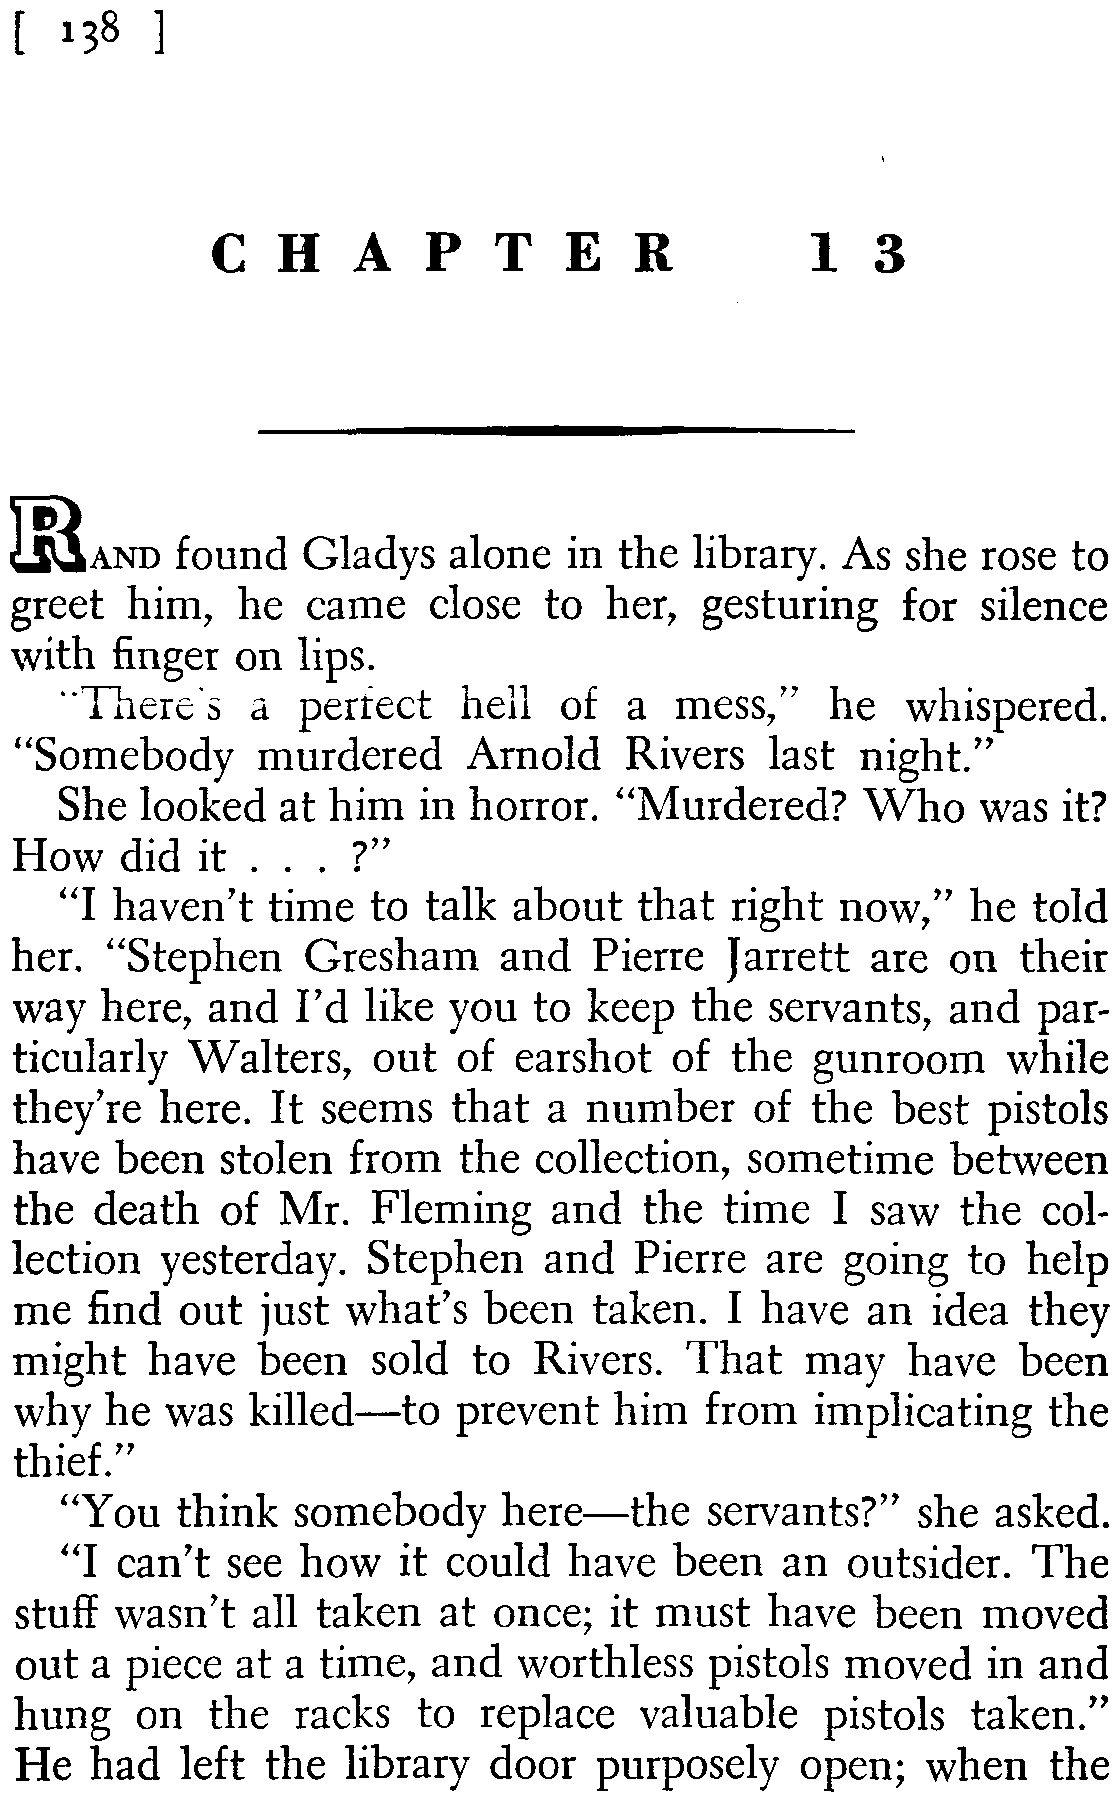 [ 138 ]
CHAPTER 13
RAND found Gladys alone in the library. As she rose to
greet him, he came close to her, gesturing for silence
with finger on lips.
“There’s a perfect hell of a mess,” he whispered.
“Somebody murdered Arnold Rivers last night.”
She looked at him in horror. “Murdered? Who was it?
How did it . . . ?”
“I haven’t time to talk about that right now,” he told
her. “Stephen Gresham and Pierre Jarrett are on their
way here, and I’d like you to keep the servants, and par-
ticularly Walters, out of earshot of the gunroom while
they’re here. It seems that a number of the best pistols
have been stolen from the collection, sometime between
the death of Mr. Fleming and the time I saw the col-
lection yesterday. Stephen and Pierre are going to help
me find out just what’s been taken. I have an idea they
might have been sold to Rivers. That may have been
why he was killed—to prevent him from implicating the
thief.”
“You think somebody here—the servants?” she asked.
“I can’t see how it could have been an outsider. The
stuff wasn’t all taken at once; it must have been moved
out a piece at a time, and worthless pistols moved in and
hung on the racks to replace valuable pistols taken.”
He had left the library door purposely open; when the